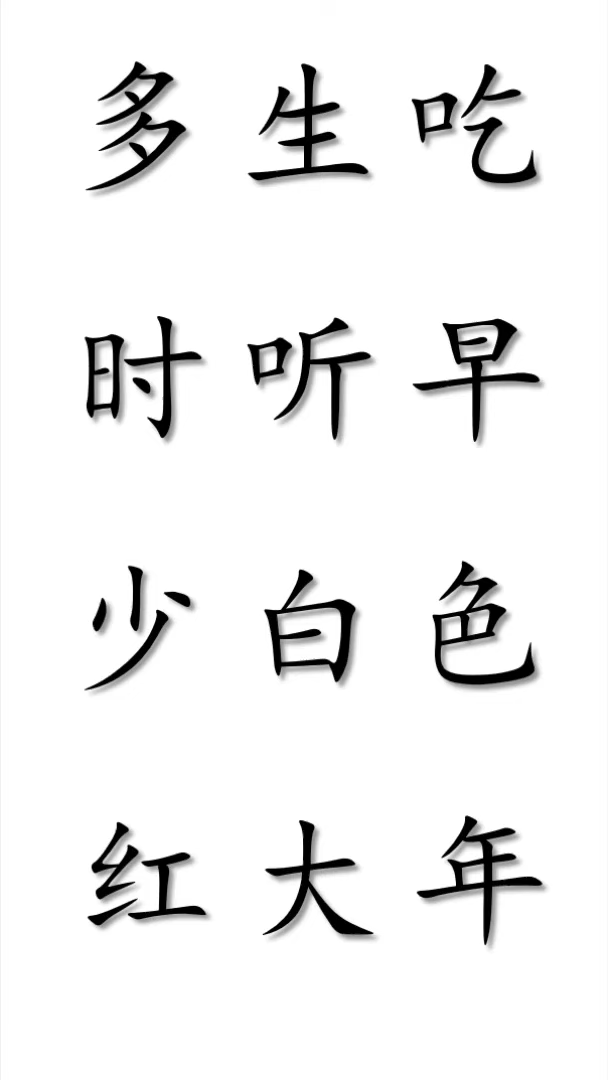 多 生 吃
时 听 早
少 白 色
红 大 年